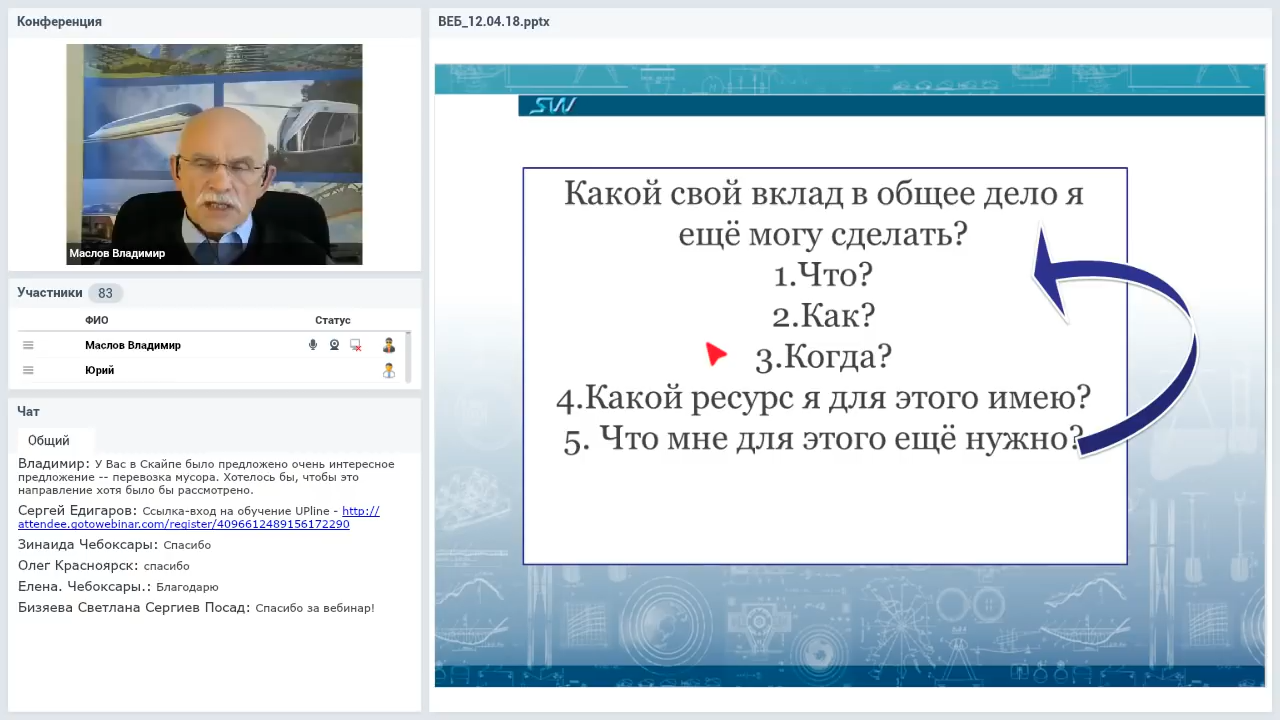 Конференция
Маслов Владимир
Участники 83
ФИО Статус
Маслов Владимир
Юрий
Чат
Общий
Владимир: У Вас в Скайпе было предложено очень интересное
предложение -- перевозка мусора. Хотелось бы, чтобы это
направление хотя было бы рассмотрено.
Сергей Едигаров: Ссылка-вход на обучение UPline - http://
attendee.gotowebinar.com/register/4096612489156172290
Зинаида Чебоксары: Спасибо
Олег Красноярск: спасибо
Елена. Чебоксары.: Благодарю
Бизяева Светлана Сергиев Посад: Спасибо за вебинар!
ВЕБ_12.04.18.pptx
SW
Какой свой вклад в общее дело я
ещё могу сделать?
1.Что?
2.Как?
3.Когда?
4.Какой ресурс я для этого имею?
5. Что мне для этого ещё нужно?